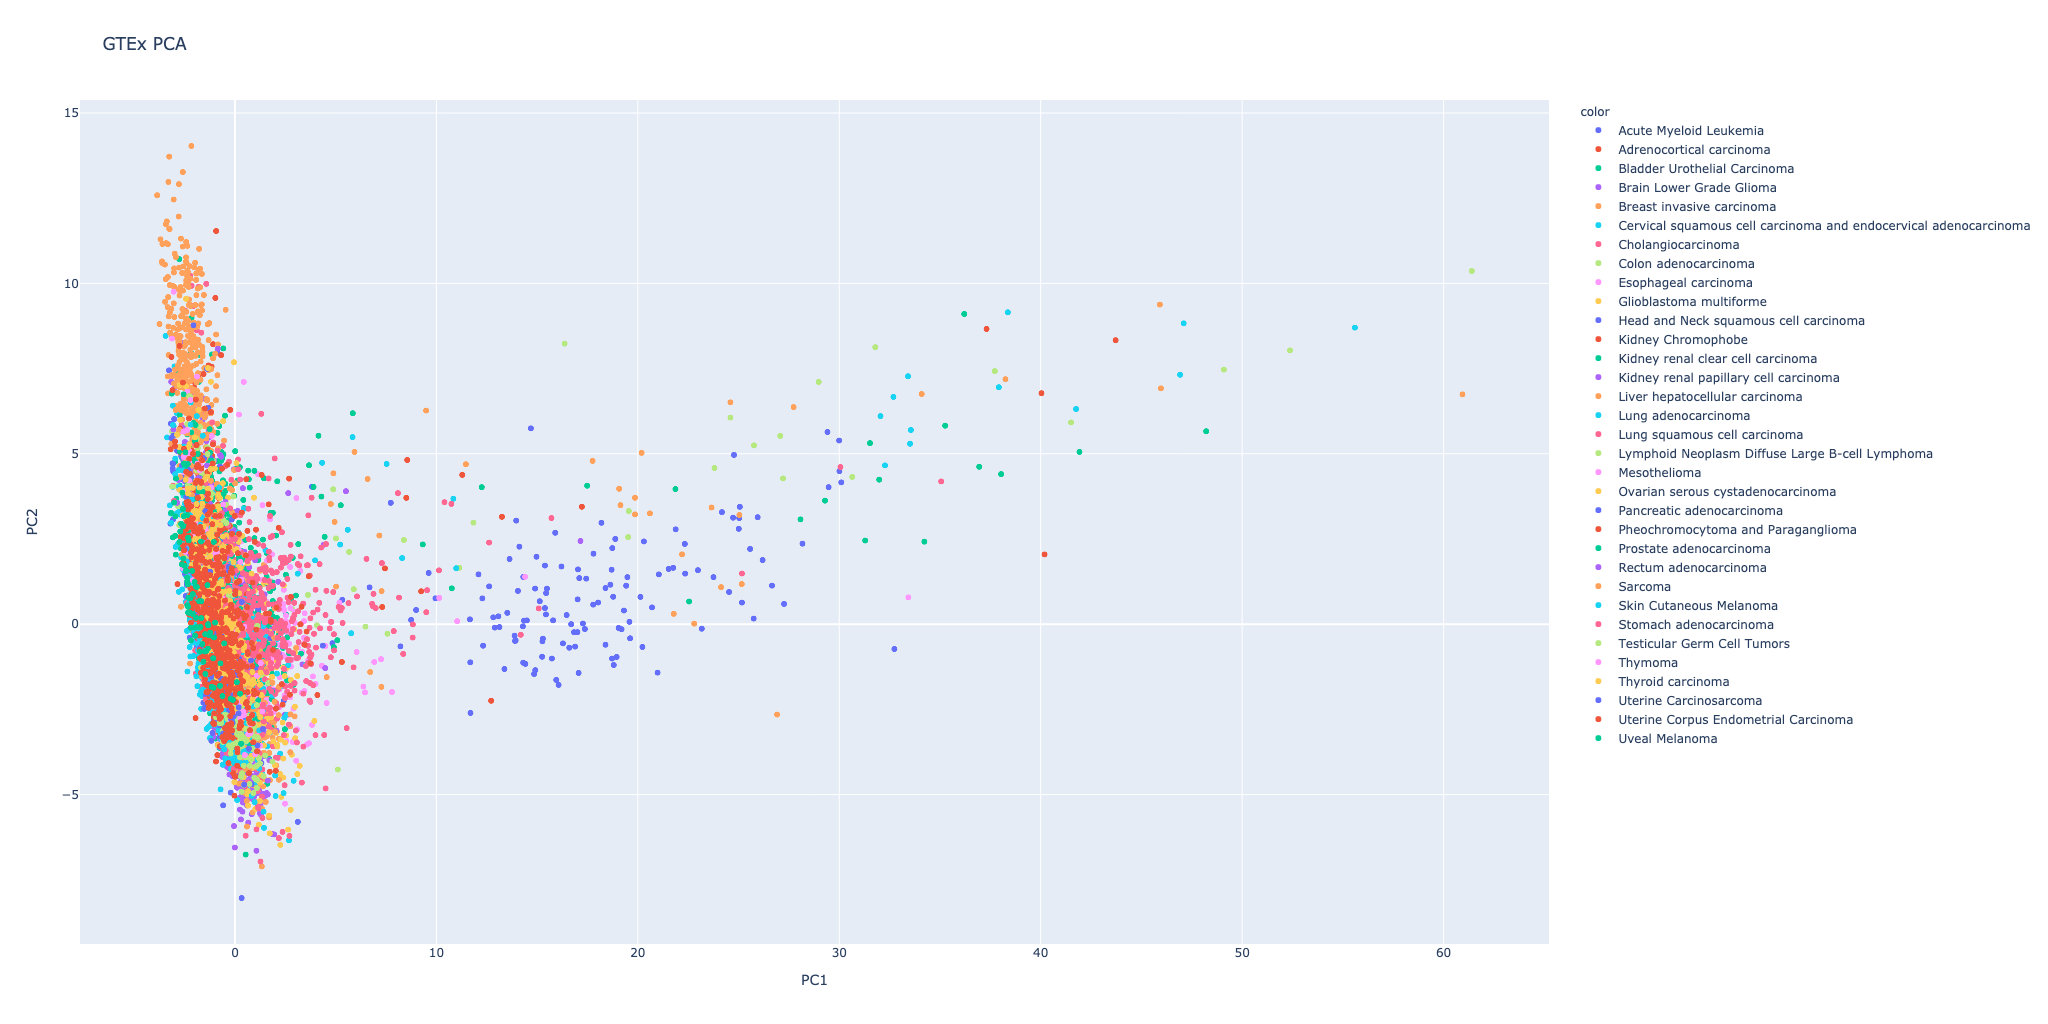 GTEx PCA
15
10
5
0
−5
PC2
0 10 20 30 40 50 60
PC1
color
Acute Myeloid Leukemia
Adrenocortical carcinoma
Bladder Urothelial Carcinoma
Brain Lower Grade Glioma
Breast invasive carcinoma
Cervical squamous cell carcinoma and endocervical adenocarcinoma
Cholangiocarcinoma
Colon adenocarcinoma
Esophageal carcinoma
Glioblastoma multiforme
Head and Neck squamous cell carcinoma
Kidney Chromophobe
Kidney renal clear cell carcinoma
Kidney renal papillary cell carcinoma
Liver hepatocellular carcinoma
Lung adenocarcinoma
Lung squamous cell carcinoma
Lymphoid Neoplasm Diffuse Large B-cell Lymphoma
Mesothelioma
Ovarian serous cystadenocarcinoma
Pancreatic adenocarcinoma
Pheochromocytoma and Paraganglioma
Prostate adenocarcinoma
Rectum adenocarcinoma
Sarcoma
Skin Cutaneous Melanoma
Stomach adenocarcinoma
Testicular Germ Cell Tumors
Thymoma
Thyroid carcinoma
Uterine Carcinosarcoma
Uterine Corpus Endometrial Carcinoma
Uveal Melanoma